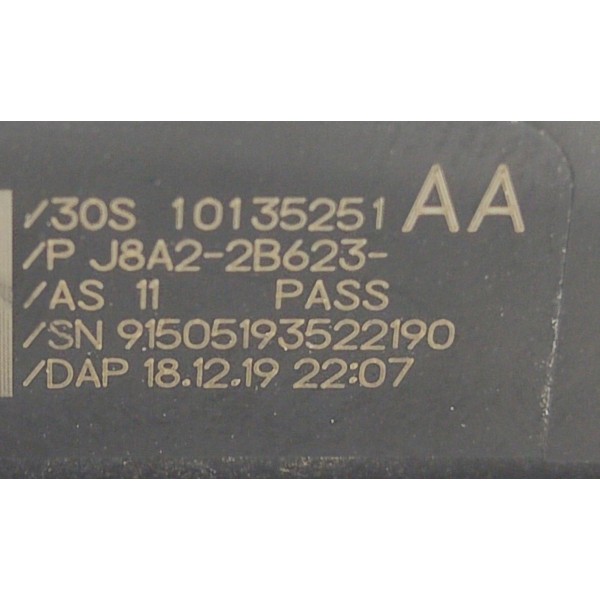 /30S 10135251 AA
/P J8A2-2B623-
/AS 11 PASS
/SN 91505193522190
/DAP 18.12.19 22:07